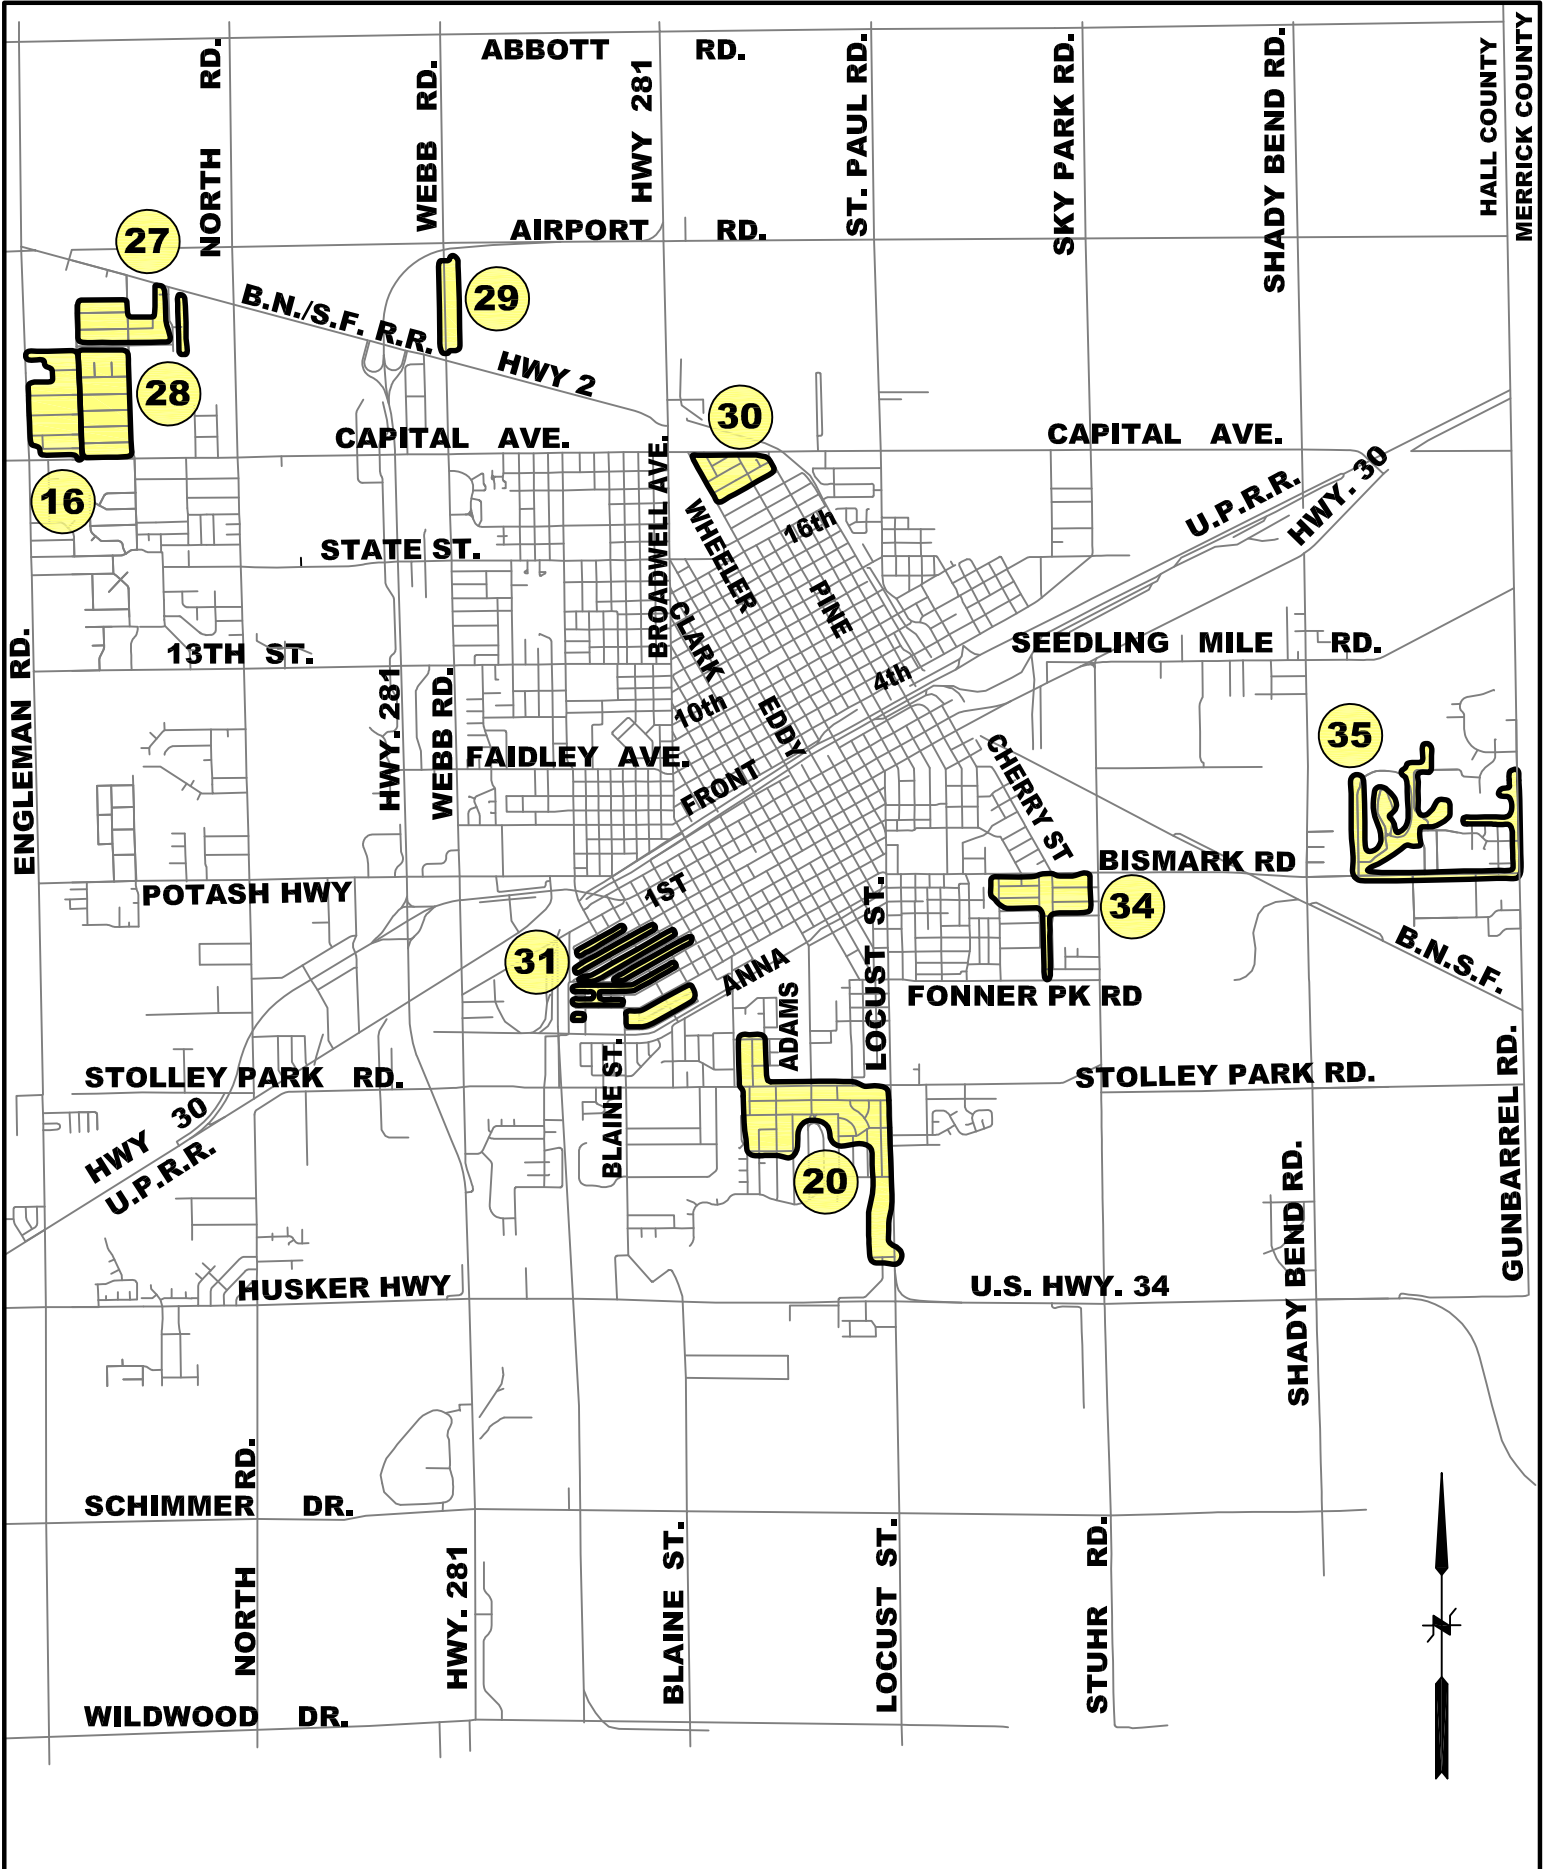 ABBOTT RD.
NORTH RD.
WEBB RD.
HWY 281
ST. PAUL RD.
SKY PARK RD.
SHADY BEND RD.
HALL COUNTY
MERRICK COUNTY
AIRPORT RD.
27
29
B.N./S.F. R.R.
HWY 2
28
30
CAPITAL AVE.
CAPITAL AVE.
16
U.P.R.R.
HWY. 30
STATE ST.
BROADWELL AVE.
WHEELER
16th
PINE
CLARK
13TH ST.
SEEDLING MILE RD.
ENGLEMAN RD.
HWY. 281
WEBB RD.
10th
4th
EDDY
35
FAIDLEY AVE.
FRONT
CHERRY ST
POTASH HWY
1ST
BISMARK RD
34
31
ANNA
ADAMS
LOCUST ST.
FONNER PK RD
B.N.S.F.
STOLLEY PARK RD.
BLAINE ST.
STOLLEY PARK RD.
HWY 30
U.P.R.R.
20
SHADY BEND RD.
GUNBARREL RD.
HUSKER HWY
U.S. HWY. 34
SCHIMMER DR.
NORTH RD.
HWY. 281
BLAINE ST.
LOCUST ST.
STUHR RD.
WILDWOOD DR.
N